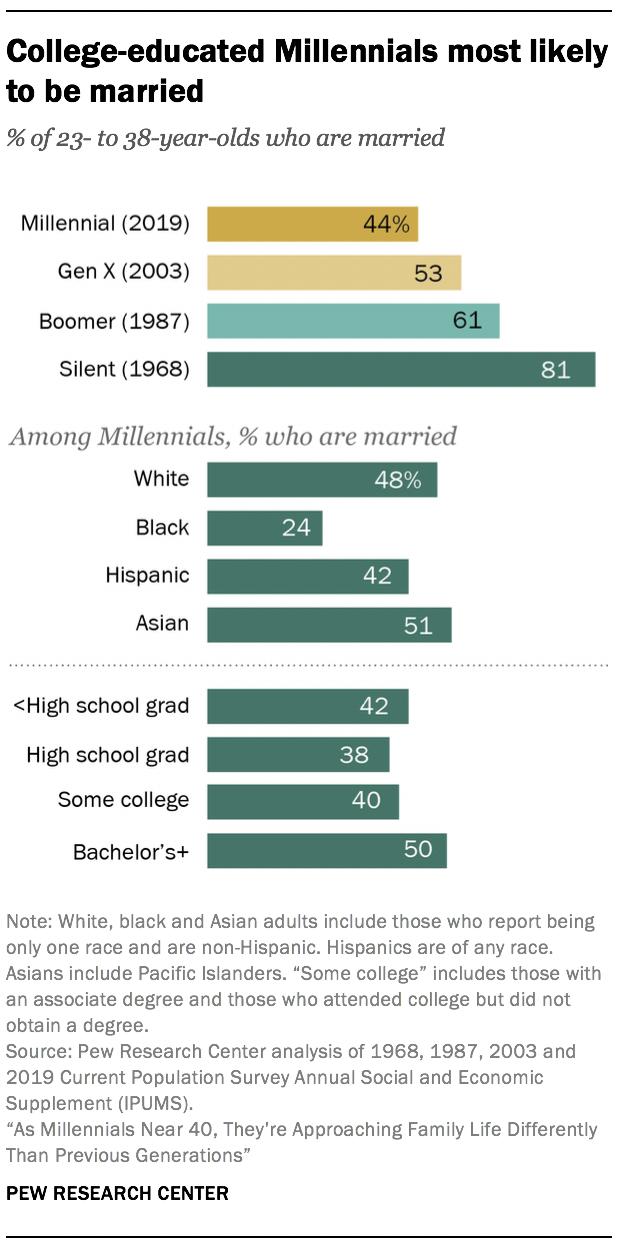 College-educated Millennials most likely
to be married
% of 23- to 38-year-olds who are married
Millennial (2019) 44%
Gen X (2003) 53
Boomer (1987) 61
Silent (1968) 81
Among Millennials, % who are married
White 48%
Black 24
Hispanic 42
Asian 51
<High school grad 42
High school grad 38
Some college 40
Bachelor’s+ 50
Note: White, black and Asian adults include those who report being
only one race and are non-Hispanic. Hispanics are of any race.
Asians include Pacific Islanders. “Some college” includes those with
an associate degree and those who attended college but did not
obtain a degree.
Source: Pew Research Center analysis of 1968, 1987, 2003 and
2019 Current Population Survey Annual Social and Economic
Supplement (IPUMS).
“As Millennials Near 40, They’re Approaching Family Life Differently
Than Previous Generations”
PEW RESEARCH CENTER